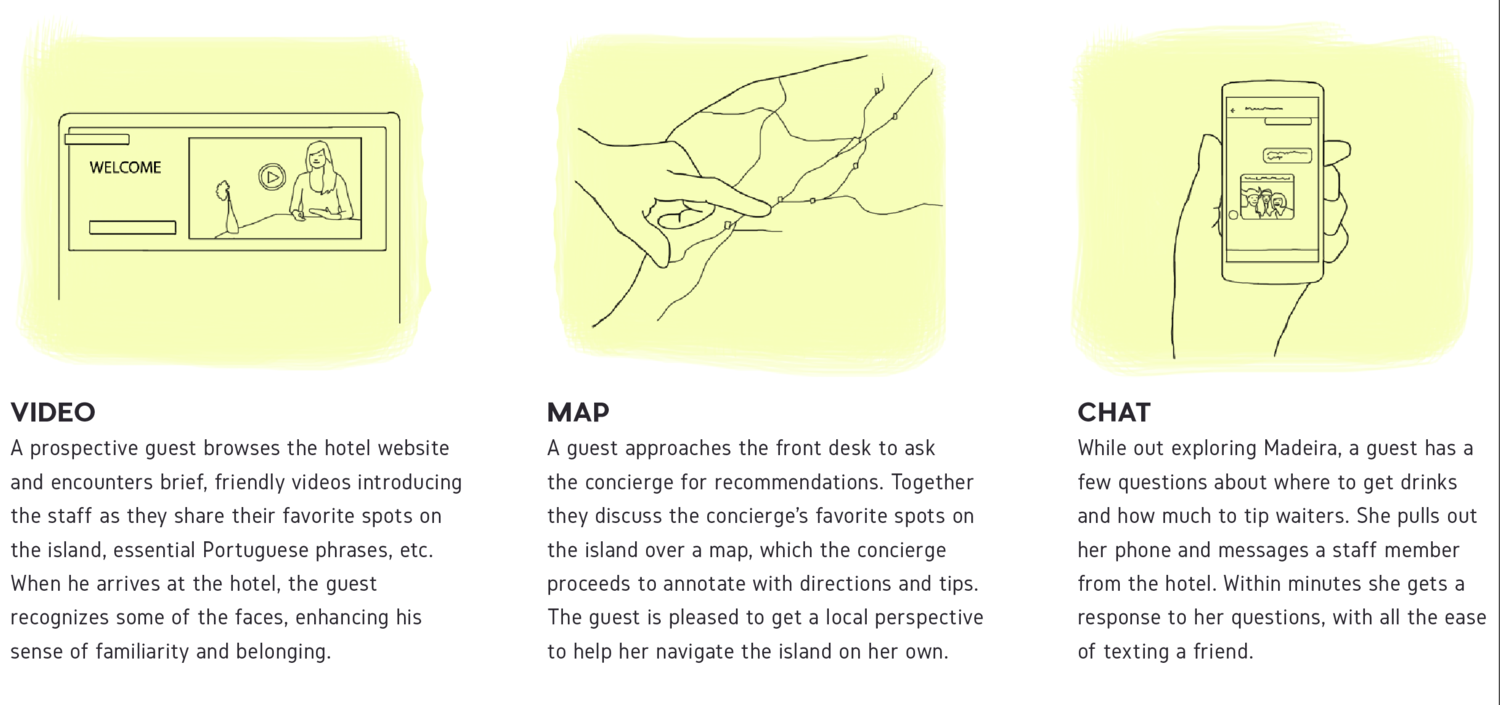 WELCOME
VIDEO
A prospective guest browses the hotel website
and encounters brief, friendly videos introducing
the staff as they share their favorite spots on
the island, essential Portuguese phrases, etc.
When he arrives at the hotel, the guest
recognizes some of the faces, enhancing his
sense of familiarity and belonging.
MAP
A guest approaches the front desk to ask
the concierge for recommendations. Together
they discuss the concierge’s favorite spots on
the island over a map, which the concierge
proceeds to annotate with directions and tips.
The guest is pleased to get a local perspective
to help her navigate the island on her own.
CHAT
While out exploring Madeira, a guest has a
few questions about where to get drinks
and how much to tip waiters. She pulls out
her phone and messages a staff member
from the hotel. Within minutes she gets a
response to her questions, with all the ease
of texting a friend.